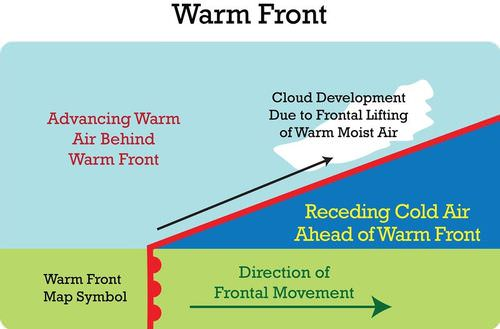 Warm Front
Advancing Warm
Air Behind
Warm Front
Cloud Development
Due to Frontal Lifting
of Warm Moist Air
Receding Cold Air
Ahead of Warm Front
Warm Front
Map Symbol
Direction of
Frontal Movement